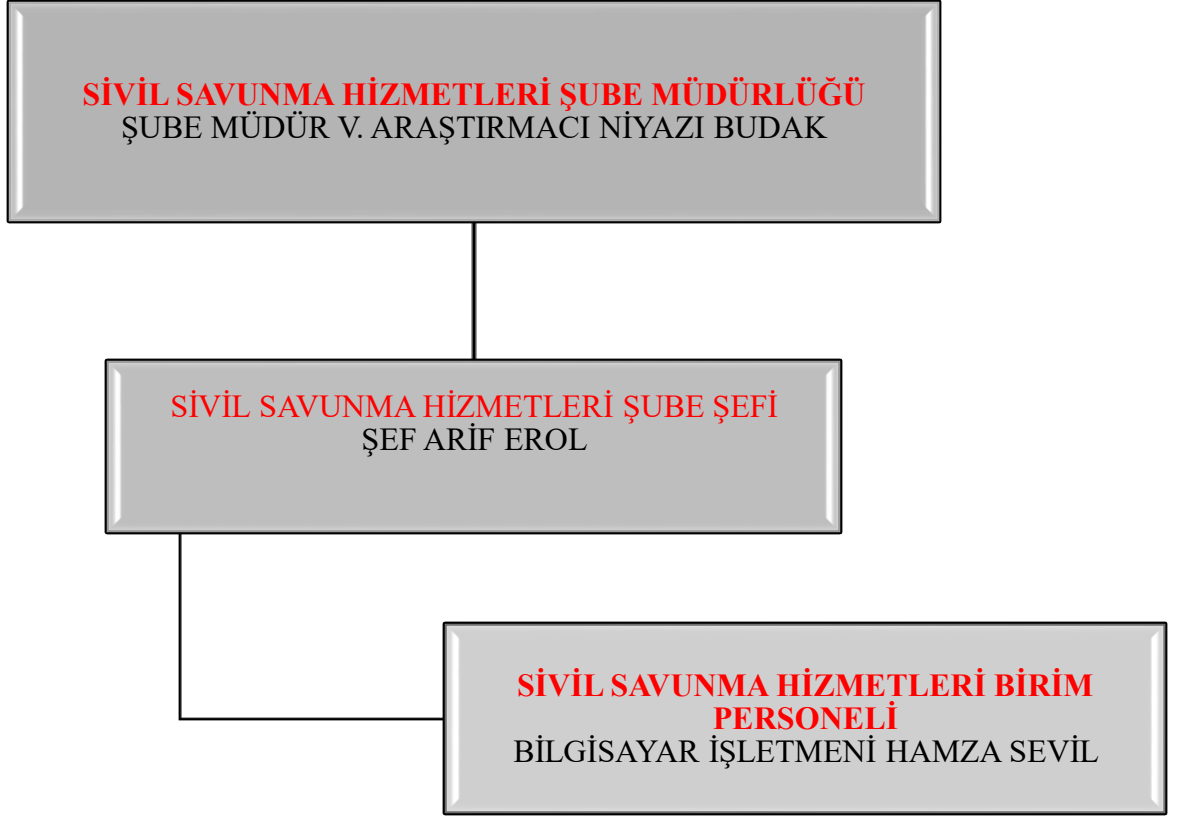 SİVİL SAVUNMA HİZMETLERİ ŞUBE MÜDÜRLÜĞÜ
ŞUBE MÜDÜR V. ARAŞTIRMACI NİYAZI BUDAK
SİVİL SAVUNMA HİZMETLERİ ŞUBE ŞEFİ
ŞEF ARİF EROL
SİVİL SAVUNMA HİZMETLERİ BİRİM
PERSONELİ
BİLGİSAYAR İŞLETMENİ HAMZA SEVİL